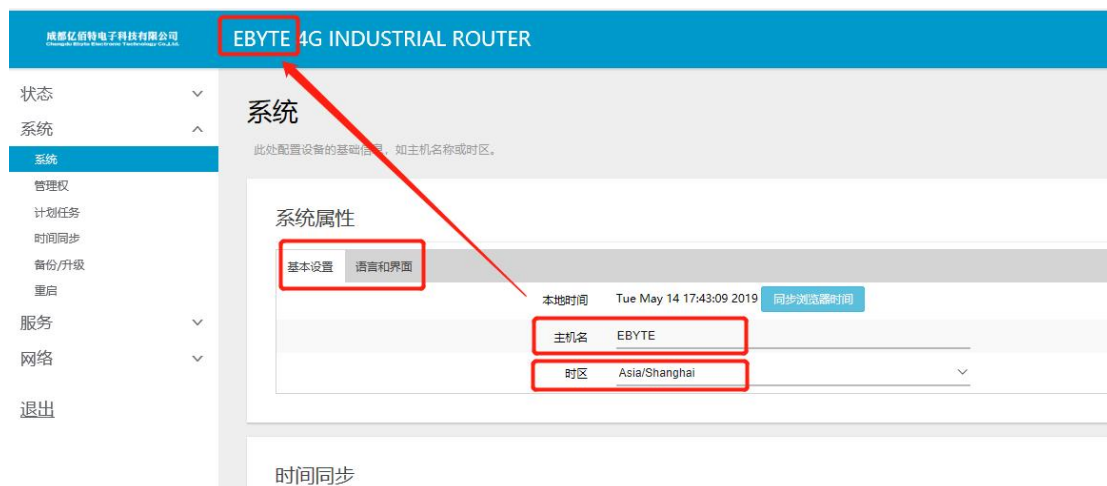 成都亿佰特电子科技有限公司
Chengdu Ebyte Electronic Technology Co.,Ltd.
EBYTE 4G INDUSTRIAL ROUTER
状态
系统
系统
管理权
计划任务
时间同步
备份/升级
重启
服务
网络
退出
系统
此处配置设备的基础信息，如主机名称或时区。
系统属性
基本设置 语言和界面
本地时间 Tue May 14 17:43:09 2019 同步浏览器时间
主机名 EBYTE
时区 Asia/Shanghai
时间同步